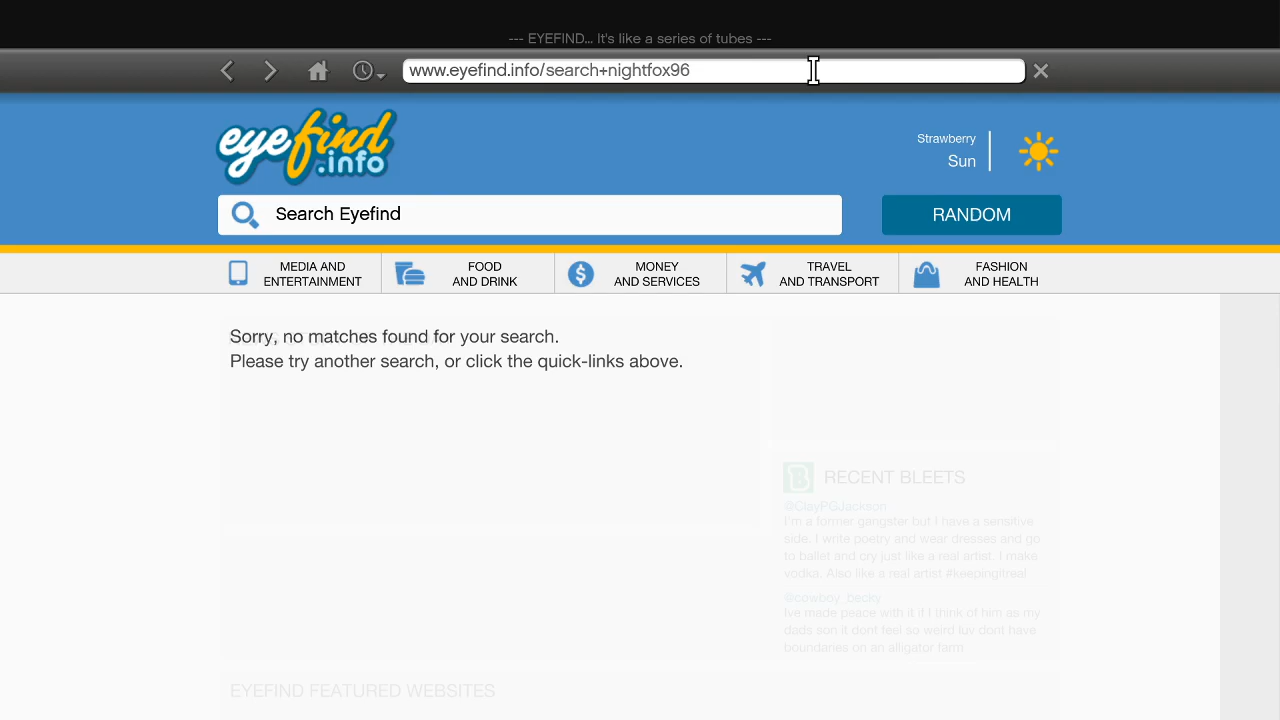 --- EYEFIND... It's like a series of tubes ---
www.eyefind.info/search+nightfox96
eyefind
.info
Strawberry
Sun
Search Eyefind
RANDOM
MEDIA AND
ENTERTAINMENT
FOOD
AND DRINK
MONEY
AND SERVICES
TRAVEL
AND TRANSPORT
FASHION
AND HEALTH
Sorry, no matches found for your search.
Please try another search, or click the quick-links above.
RECENT BLEETS
@ClayPGJackson
I'm a former gangster but I have a sensitive
side. I write poetry and wear dresses and go
to ballet and cry just like a real artist. I make
vodka. Also like a real artist #keepingitreal
@cowboy_becky
Ive made peace with it if I think of him as my
dads son it dont feel so weird luv dont have
boundaries on an alligator farm
EYEFIND FEATURED WEBSITES